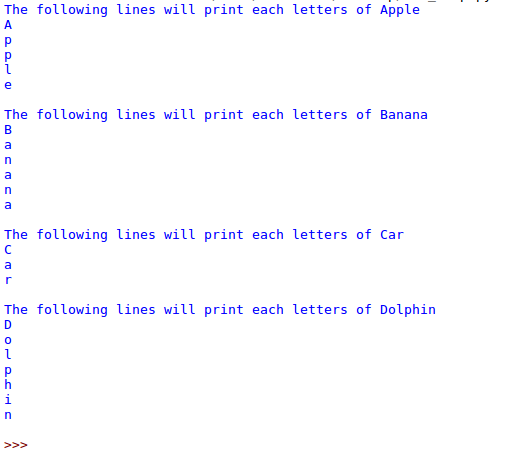 The following lines will print each letters of Apple
A
p
p
l
e

The following lines will print each letters of Banana
B
a
n
a
n
a

The following lines will print each letters of Car
C
a
r

The following lines will print each letters of Dolphin
D
o
l
p
h
i
n

>>>